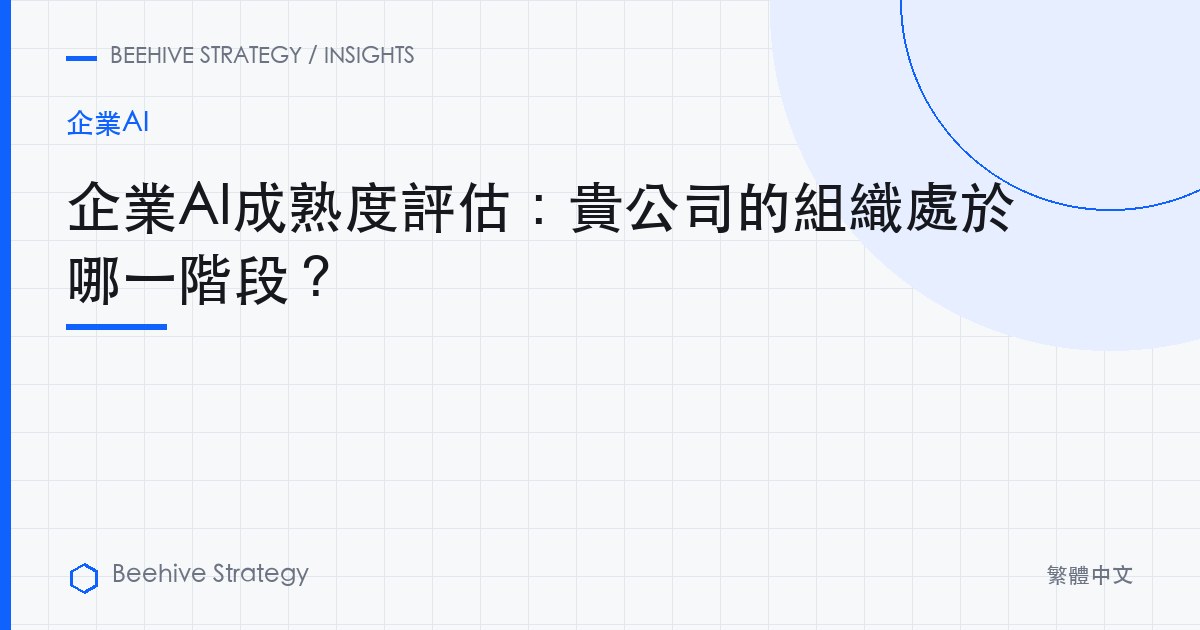 BEEHIVE STRATEGY / INSIGHTS
企業AI
企業AI成熟度評估：貴公司的組織處於
哪一階段？
Beehive Strategy
繁體中文